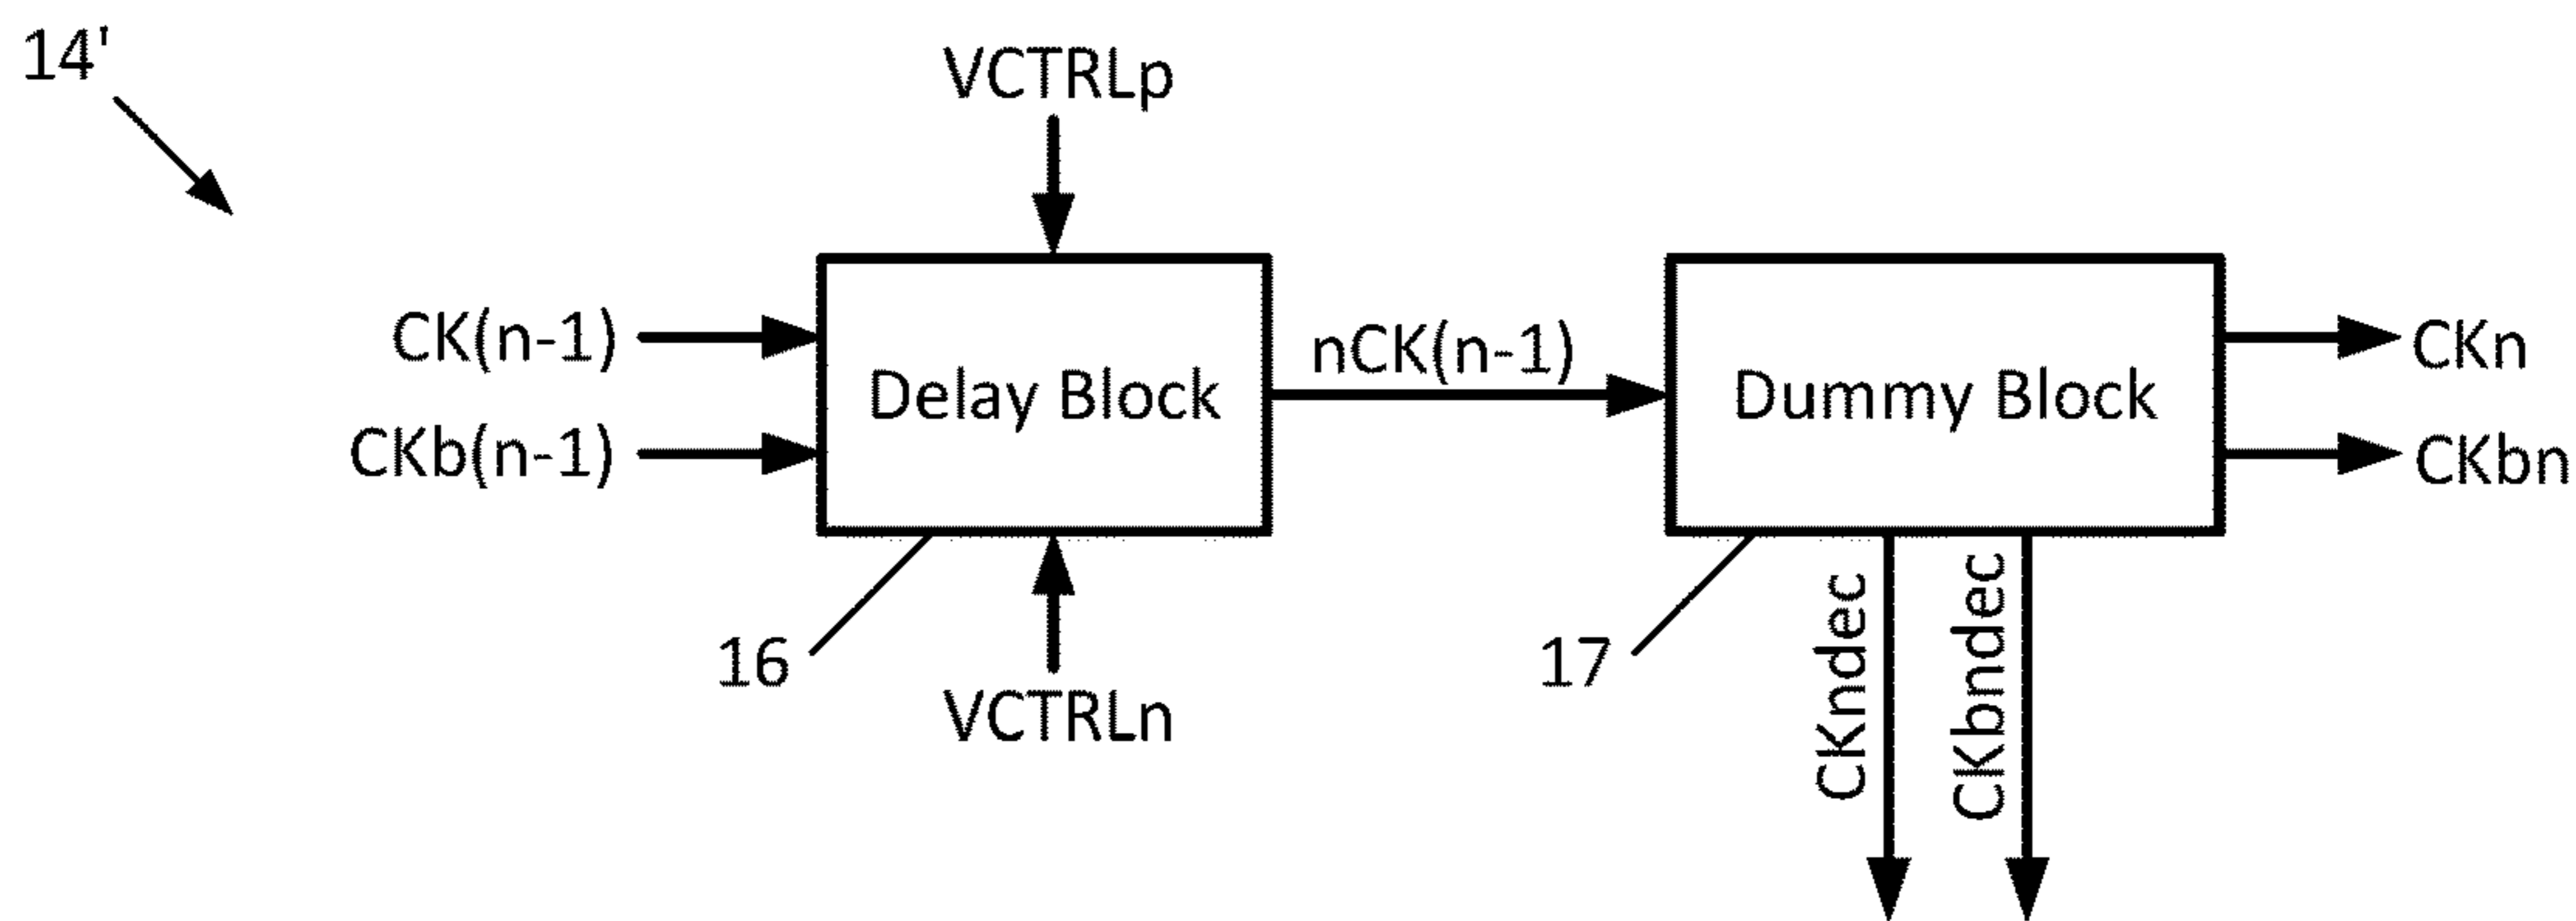 14'
VCTRLp
CK(n-1)
CKb(n-1)
Delay Block
nCK(n-1)
Dummy Block
CKn
CKbn
16
VCTRLn
17
CKndec
CKbndec